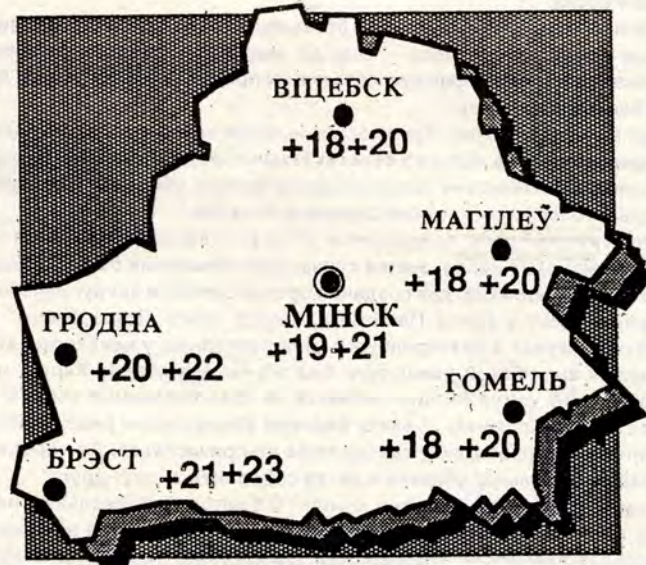 ВІЦЕБСК
+18+20
МАГІЛЕЎ
+18 +20
МІНСК
+19+21
ГРОДНА
+20 +22
ГОМЕЛЬ
+18 +20
БРЭСТ
+21+23